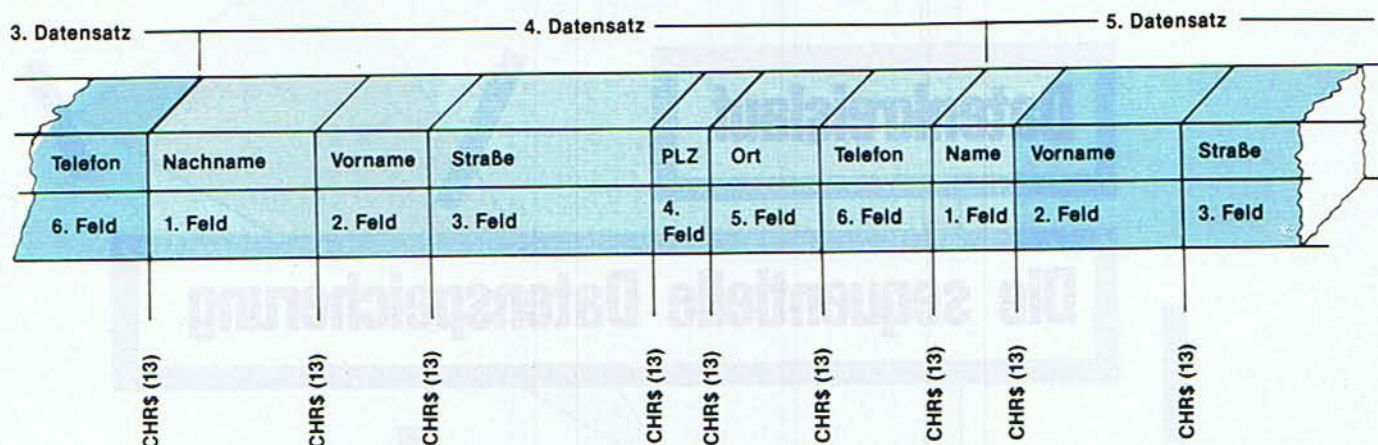 3. Datensatz 4. Datensatz 5. Datensatz
Telefon Nachname Vorname Straße PLZ Ort Telefon Name Vorname Straße
6. Feld 1. Feld 2. Feld 3. Feld 4. Feld 5. Feld 6. Feld 1. Feld 2. Feld 3. Feld
CHR$ (13) CHR$ (13) CHR$ (13) CHR$ (13) CHR$ (13) CHR$ (13) CHR$ (13) CHR$ (13) CHR$ (13)
Datenkreislauf
Die sequentielle Datenspeicherung